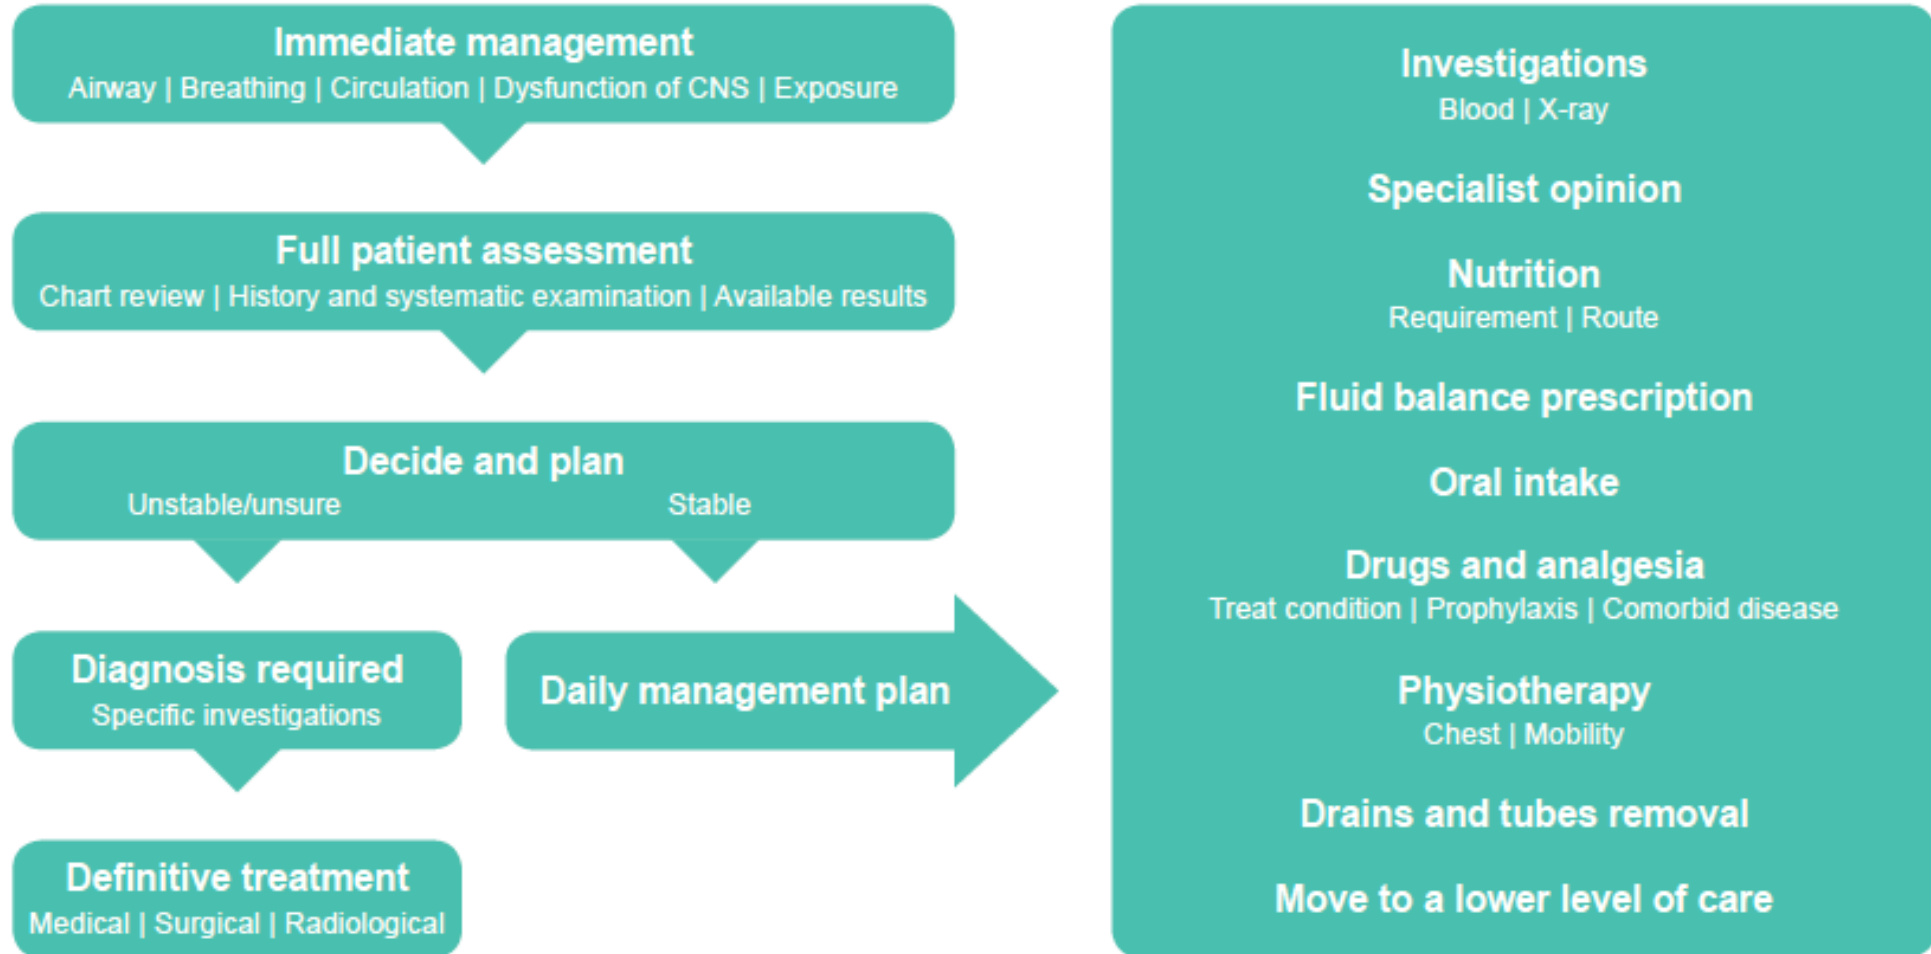 Immediate management
Airway | Breathing | Circulation | Dysfunction of CNS | Exposure
Full patient assessment
Chart review | History and systematic examination | Available results
Decide and plan
Unstable/unsure
Stable
Diagnosis required
Specific investigations
Daily management plan
Definitive treatment
Medical | Surgical | Radiological
Investigations
Blood | X-ray
Specialist opinion
Nutrition
Requirement | Route
Fluid balance prescription
Oral intake
Drugs and analgesia
Treat condition | Prophylaxis | Comorbid disease
Physiotherapy
Chest | Mobility
Drains and tubes removal
Move to a lower level of care